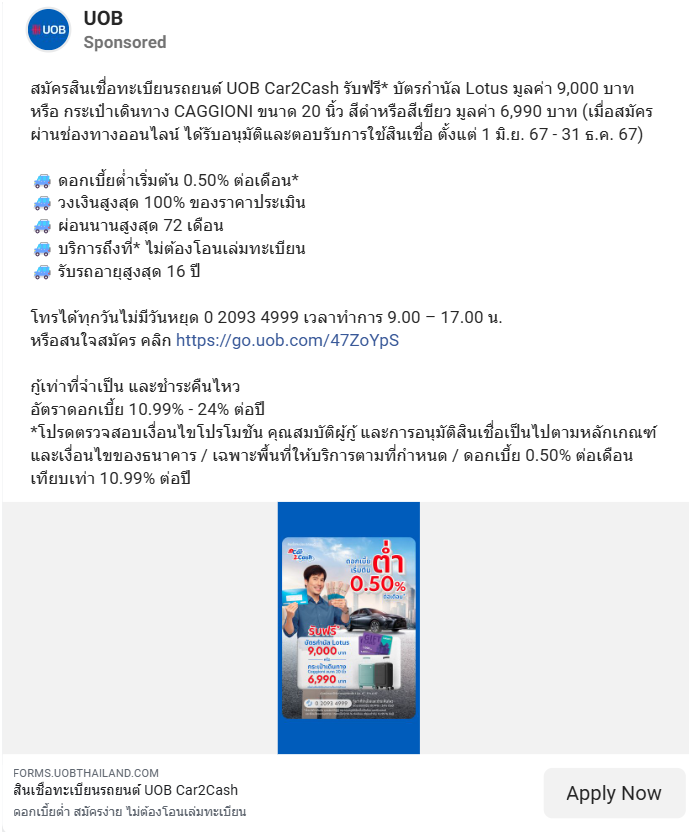 UOB
UOB
Sponsored
สมัครสินเชื่อทะเบียนรถยนต์ UOB Car2Cash รับฟรี* บัตรกำนัล Lotus มูลค่า 9,000 บาท
หรือ กระเป๋าเดินทาง CAGGIONI ขนาด 20 นิ้ว สีดำหรือสีเขียว มูลค่า 6,990 บาท (เมื่อสมัคร
ผ่านช่องทางออนไลน์ ได้รับอนุมัติและตอบรับการใช้สินเชื่อ ตั้งแต่ 1 มิ.ย. 67 - 31 ธ.ค. 67)
🚙 ดอกเบี้ยต่ำเริ่มต้น 0.50% ต่อเดือน*
🚙 วงเงินสูงสุด 100% ของราคาประเมิน
🚙 ผ่อนนานสูงสุด 72 เดือน
🚙 บริการถึงที่* ไม่ต้องโอนเล่มทะเบียน
🚙 รับรถอายุสูงสุด 16 ปี
โทรได้ทุกวันไม่มีวันหยุด 0 2093 4999 เวลาทำการ 9.00 – 17.00 น.
หรือสนใจสมัคร คลิก https://go.uob.com/47ZoYpS
กู้เท่าที่จำเป็น และชำระคืนไหว
อัตราดอกเบี้ย 10.99% - 24% ต่อปี
*โปรดตรวจสอบเงื่อนไขโปรโมชัน คุณสมบัติผู้กู้ และการอนุมัติสินเชื่อเป็นไปตามหลักเกณฑ์
และเงื่อนไขของธนาคาร / เฉพาะพื้นที่ให้บริการตามที่กำหนด / ดอกเบี้ย 0.50% ต่อเดือน
เทียบเท่า 10.99% ต่อปี
Car2Cash
ดอกเบี้ย ต่ำ
เริ่มต้น
0.50%
ต่อเดือน*
รับฟรี*
บัตรกำนัล Lotus
9,000 บาท
หรือ
กระเป๋าเดินทาง
Caggioni ขนาด 20 นิ้ว
6,990 บาท
0 2093 4999
FORMS.UOBTHAILAND.COM
สินเชื่อทะเบียนรถยนต์ UOB Car2Cash
ดอกเบี้ยต่ำ สมัครง่าย ไม่ต้องโอนเล่มทะเบียน
Apply Now